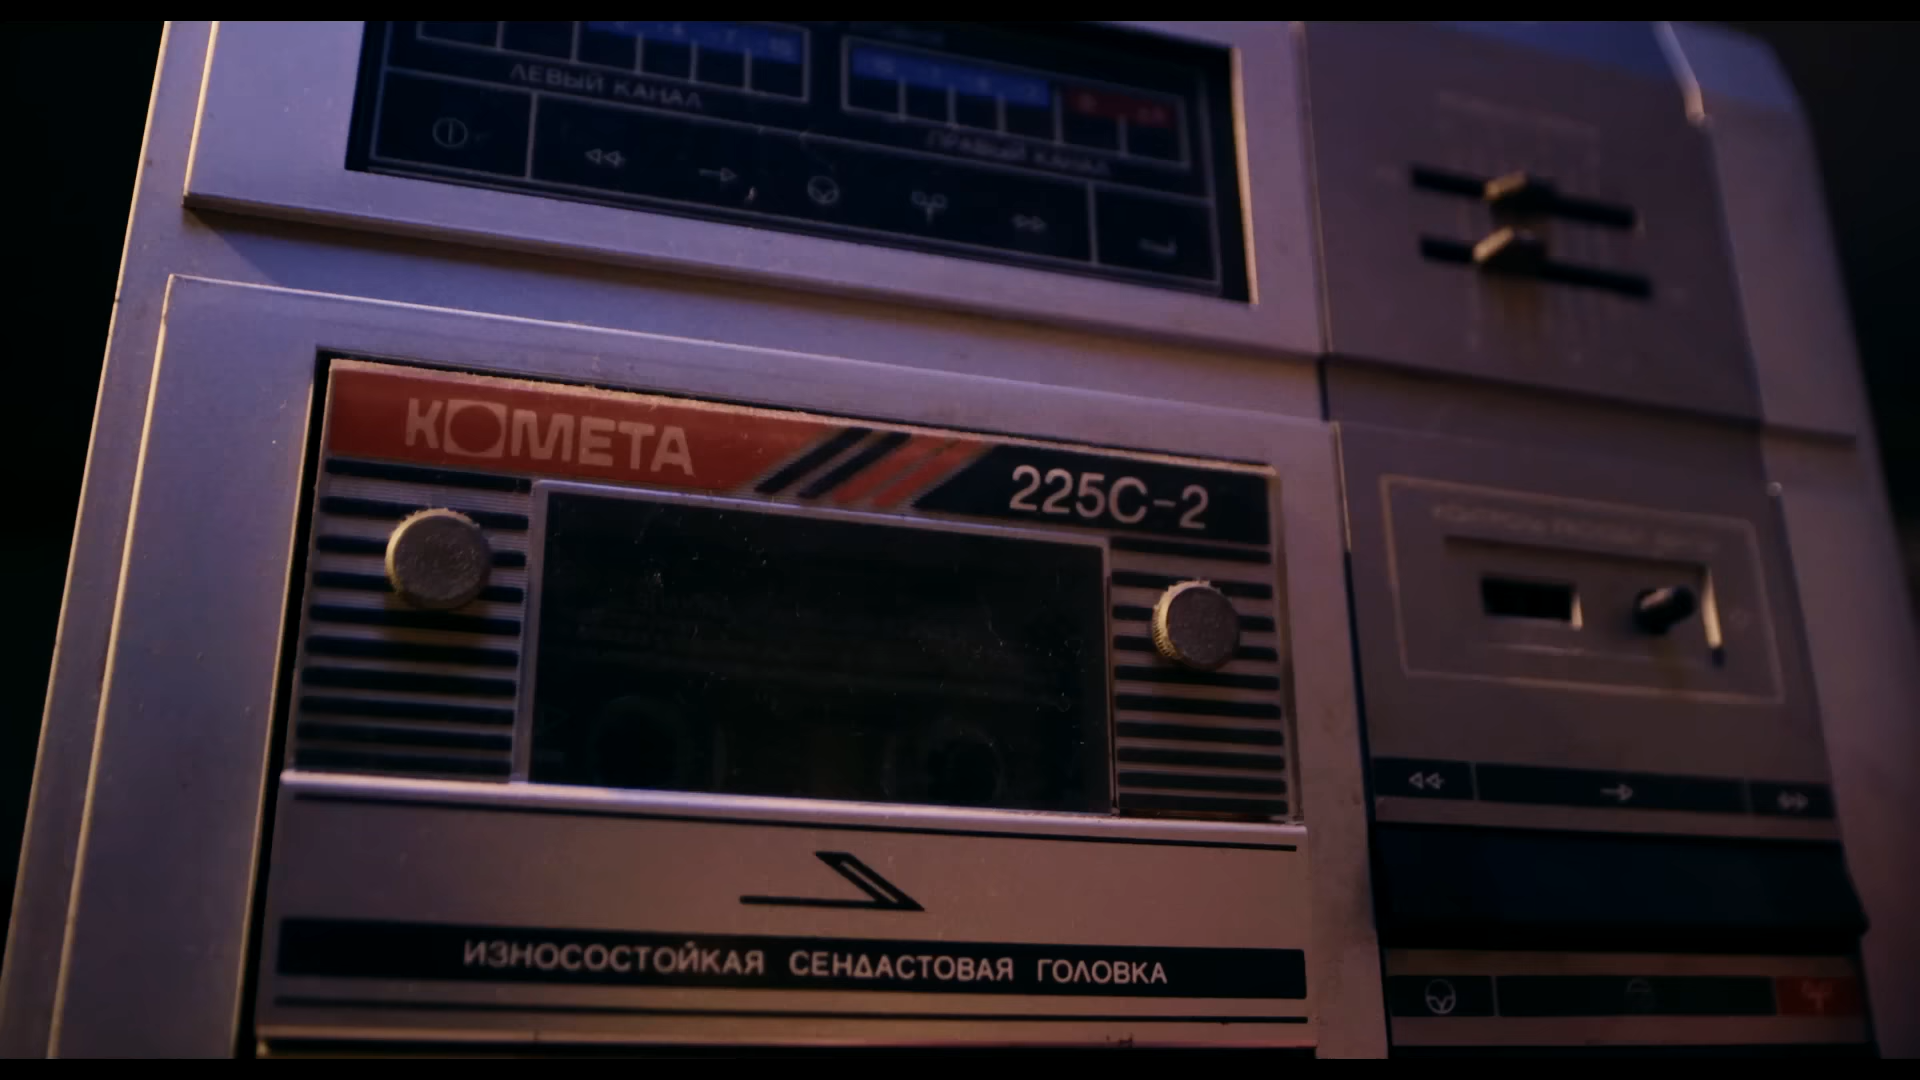 ЛЕВЫЙ КАНАЛ
ПРАВЫЙ КАНАЛ
КОМЕТА
225С-2
ИЗНОСОСТОЙКАЯ СЕНДАСТОВАЯ ГОЛОВКА